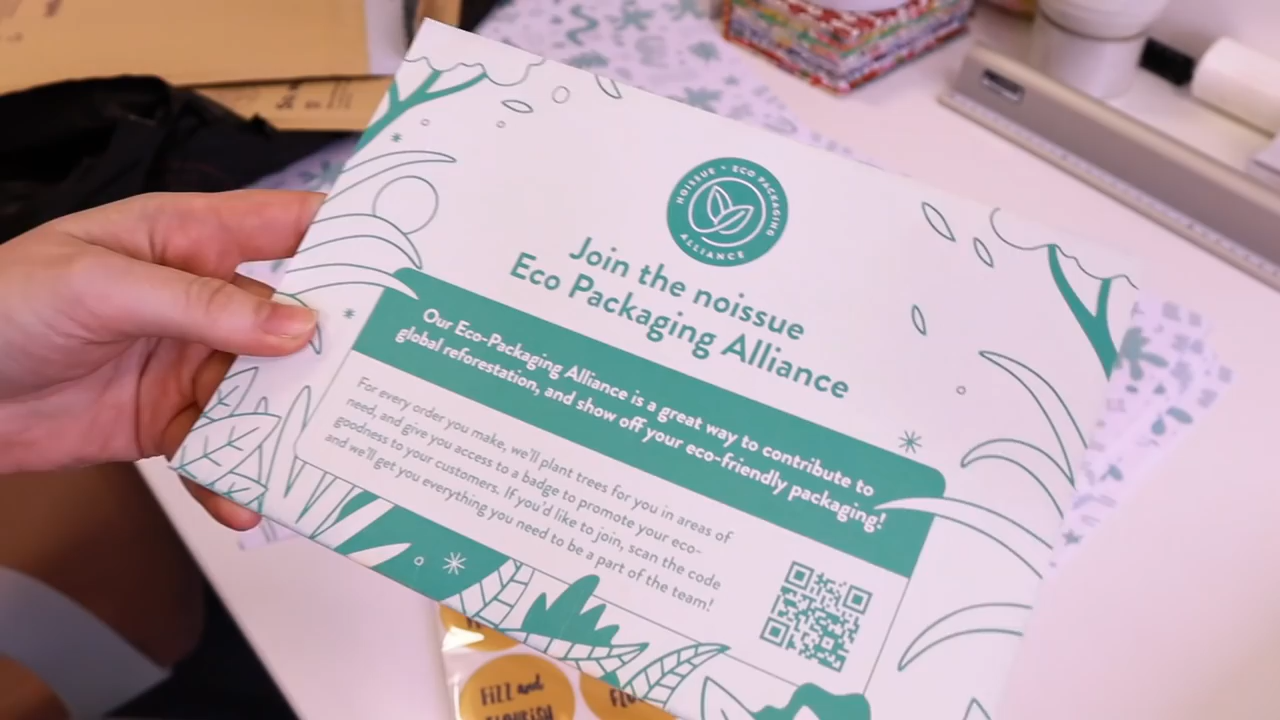 NOISSUE • ECO PACKAGING
ALLIANCE
Join the noissue
Eco Packaging Alliance
Our Eco-Packaging Alliance is a great way to contribute to
global reforestation, and show off your eco-friendly packaging!
For every order you make, we'll plant trees for you in areas of
need, and give you access to a badge to promote your eco-
goodness to your customers. If you'd like to join, scan the code
and we'll get you everything you need to be a part of the team!
Fizz and
FLOURISH